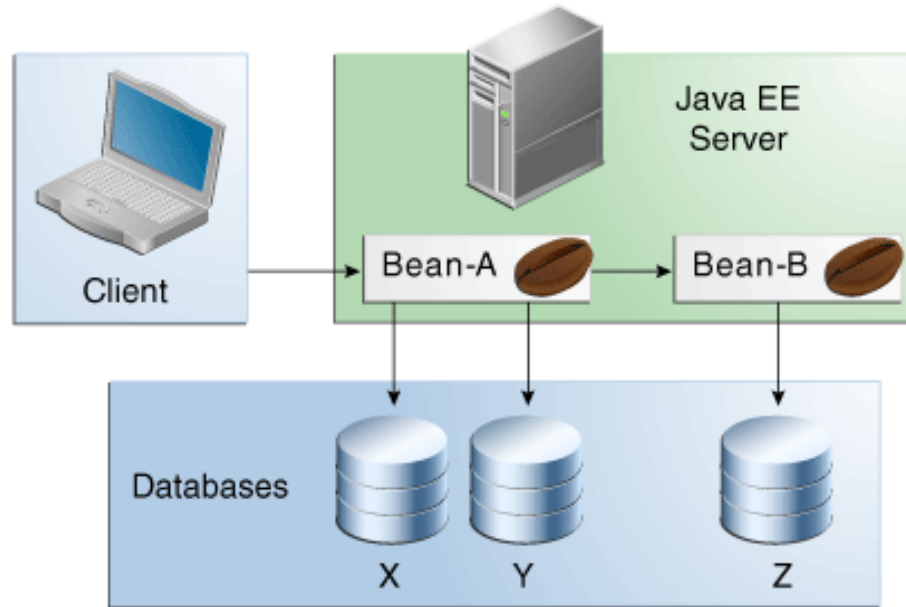 Java EE
Server
Client
Bean-A
Bean-B
Databases
X
Y
Z